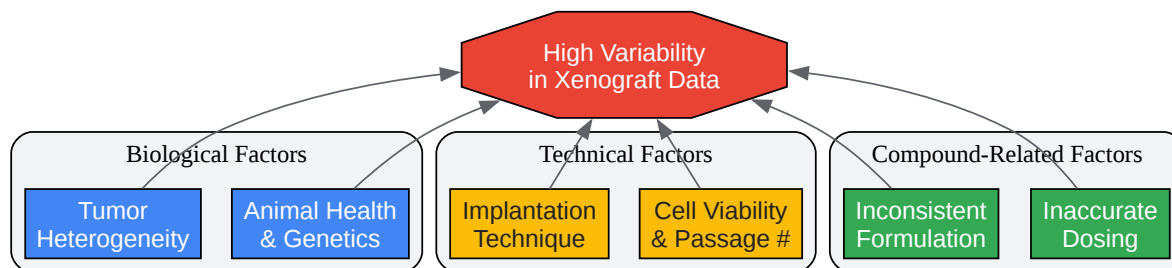 High Variability
in Xenograft Data
Biological Factors
Technical Factors
Compound-Related Factors
Tumor
Heterogeneity
Animal Health
& Genetics
Implantation
Technique
Cell Viability
& Passage #
Inconsistent
Formulation
Inaccurate
Dosing